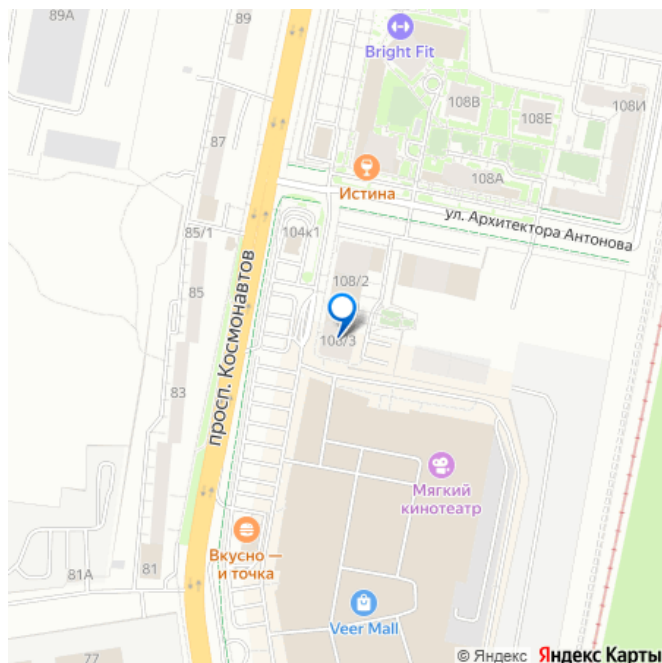 89А
89
Bright Fit
108В
108Е
108И
87
108А
Истина
ул. Архитектора Антонова
85/1
104к1
просп. Космонавтов
108/2
85
108/3
83
Мягкий
кинотеатр
Вкусно —
и точка
81А
81
Veer Mall
77
© Яндекс Яндекс Карты